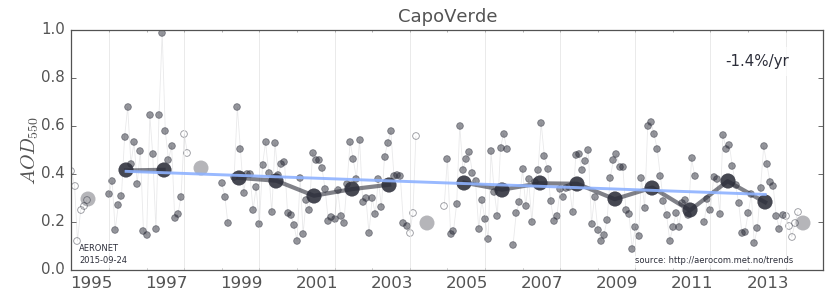 CapoVerde
1.0
0.8
0.6
0.4
0.2
0.0
AOD550
-1.4%/yr
AERONET
2015-09-24
source: http://aerocom.met.no/trends
1995 1997 1999 2001 2003 2005 2007 2009 2011 2013